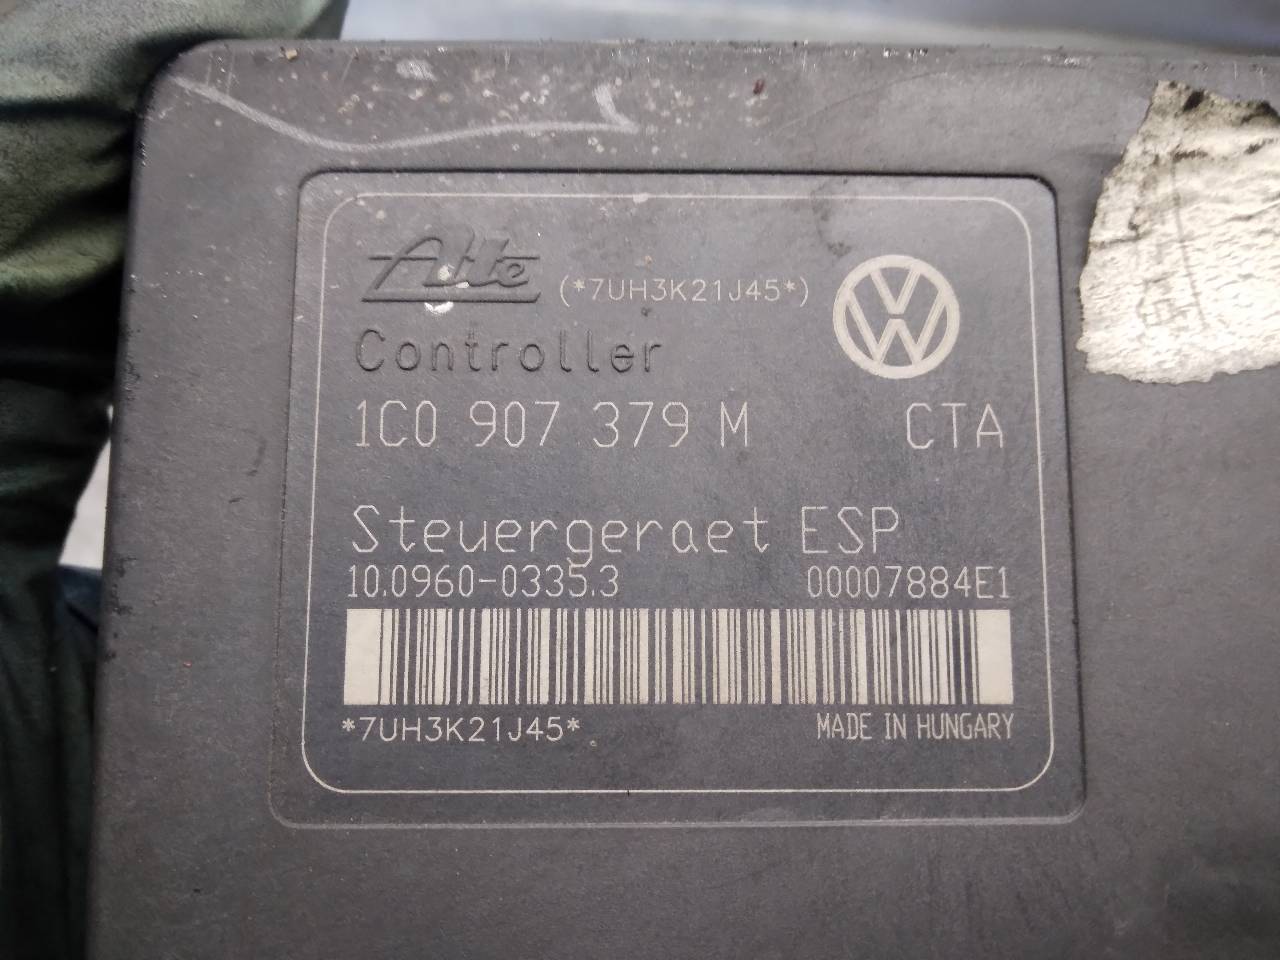 Ate (*7UH3K21J45*)
Controller
1C0 907 379 M CTA
Steuergeraet ESP
10.0960-0335.3 00007884E1
*7UH3K21J45* MADE IN HUNGARY